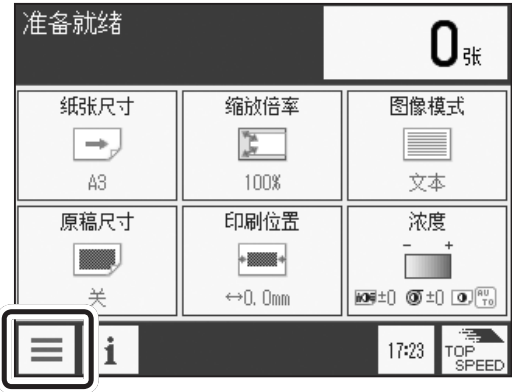 准备就绪
0张
纸张尺寸
缩放倍率
图像模式
A3
100%
文本
原稿尺寸
印刷位置
浓度
- +
关
↔0, 0mm
±0 ±0 AUTO
i
17:23
TOP SPEED